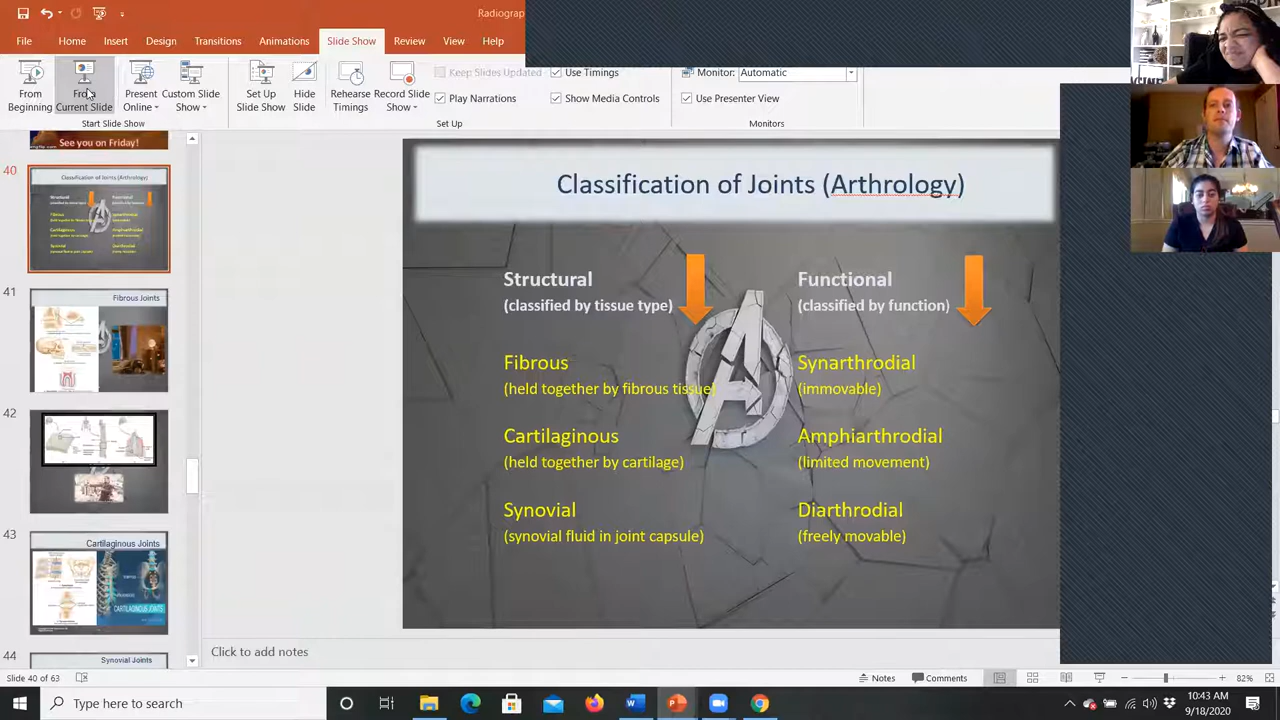 Radiograp
File Home Insert Design Transitions Animations Slide Show Review View Help
From Beginning
From Current Slide
Present Online
Custom Slide Show
Set Up Slide Show
Hide Slide
Rehearse Timings
Record Slide Show
Keep Slides Updated
Play Narrations
Use Timings
Show Media Controls
Monitor: Automatic
Use Presenter View
Start Slide Show
Set Up
Monitors
See you on Friday!
40
Classification of Joints (Arthrology)
41
Fibrous Joints
42
43
Cartilaginous Joints
CARTILAGINOUS JOINTS
44
Synovial Joints
Classification of Joints (Arthrology)
Structural
(classified by tissue type)
Fibrous
(held together by fibrous tissue)
Cartilaginous
(held together by cartilage)
Synovial
(synovial fluid in joint capsule)
Functional
(classified by function)
Synarthrodial
(immovable)
Amphiarthrodial
(limited movement)
Diarthrodial
(freely movable)
Click to add notes
Slide 40 of 63
Notes
Comments
82%
Type here to search
10:43 AM
9/18/2020